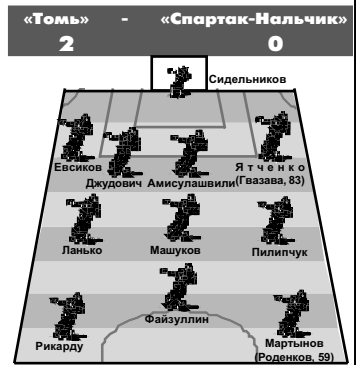 «Томь» - «Спартак-Нальчик»
2 0
Сидельников
Евсиков
Джудович Амисулашвили
Ятченко
(Гвазава, 83)
Ланько Машуков Пилипчук
Файзуллин
Рикарду
Мартынов
(Роденков, 59)